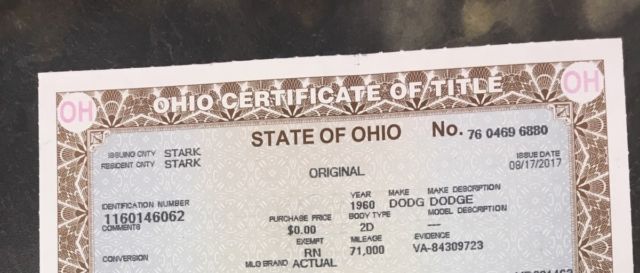 OH OHIO CERTIFICATE OF TITLE OH
STATE OF OHIO No. 76 0469 6880
ISSUING CNTY STARK
RESIDENT CNTY STARK
ISSUE DATE
08/17/2017
ORIGINAL
IDENTIFICATION NUMBER YEAR MAKE MAKE DESCRIPTION
1160146062 1960 DODG DODGE
COMMENTS PURCHASE PRICE BODY TYPE MODEL DESCRIPTION
$0.00 2D ---
EXEMPT MILEAGE EVIDENCE
RN 71,000 VA-84309723
CONVERSION MLG BRAND ACTUAL